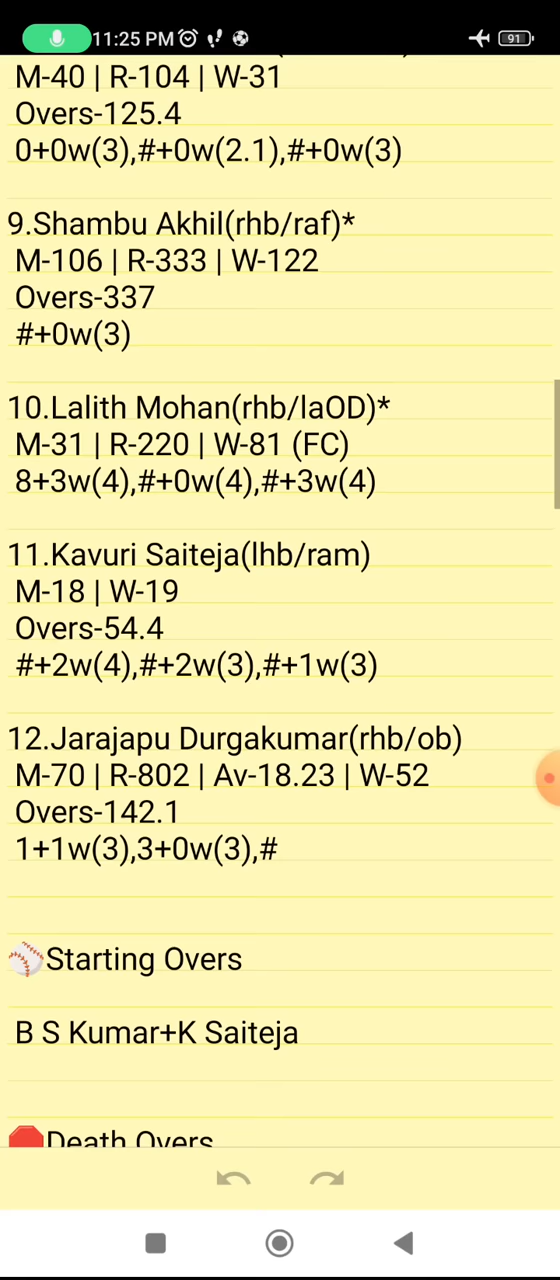 11:25 PM
91
M-40 | R-104 | W-31
Overs-125.4
0+0w(3),#+0w(2.1),#+0w(3)
9.Shambu Akhil(rhb/raf)*
M-106 | R-333 | W-122
Overs-337
#+0w(3)
10.Lalith Mohan(rhb/laOD)*
M-31 | R-220 | W-81 (FC)
8+3w(4),#+0w(4),#+3w(4)
11.Kavuri Saiteja(lhb/ram)
M-18 | W-19
Overs-54.4
#+2w(4),#+2w(3),#+1w(3)
12.Jarajapu Durgakumar(rhb/ob)
M-70 | R-802 | Av-18.23 | W-52
Overs-142.1
1+1w(3),3+0w(3),#
Starting Overs
B S Kumar+K Saiteja
Death Overs